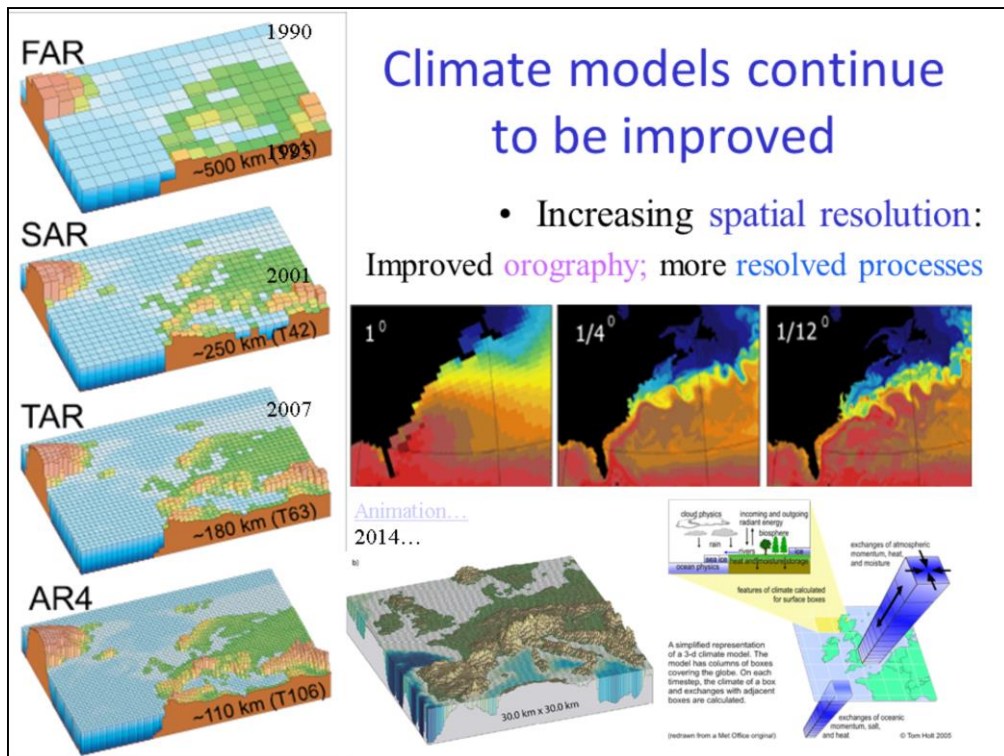 FAR
1990
~500 km (T21)
1995
SAR
2001
~250 km (T42)
TAR
2007
~180 km (T63)
AR4
~110 km (T106)
Climate models continue
to be improved
• Increasing spatial resolution:
Improved orography; more resolved processes
1⁰
1/4⁰
1/12⁰
Animation…
2014…
b)
30.0 km x 30.0 km
cloud physics
incoming and outgoing
radiant energy
biosphere
rain
rivers
ice
sea ice
heat and moisture storage
ocean physics
features of climate calculated
for surface boxes
exchanges of atmospheric
momentum, heat,
and moisture
A simplified representation
of a 3-d climate model. The
model has columns of boxes
covering the globe. On each
timestep, the climate of a box
and exchanges with adjacent
boxes are calculated.
exchanges of oceanic
momentum, salt,
and heat
(redrawn from a Met Office original)
© Tom Holt 2005